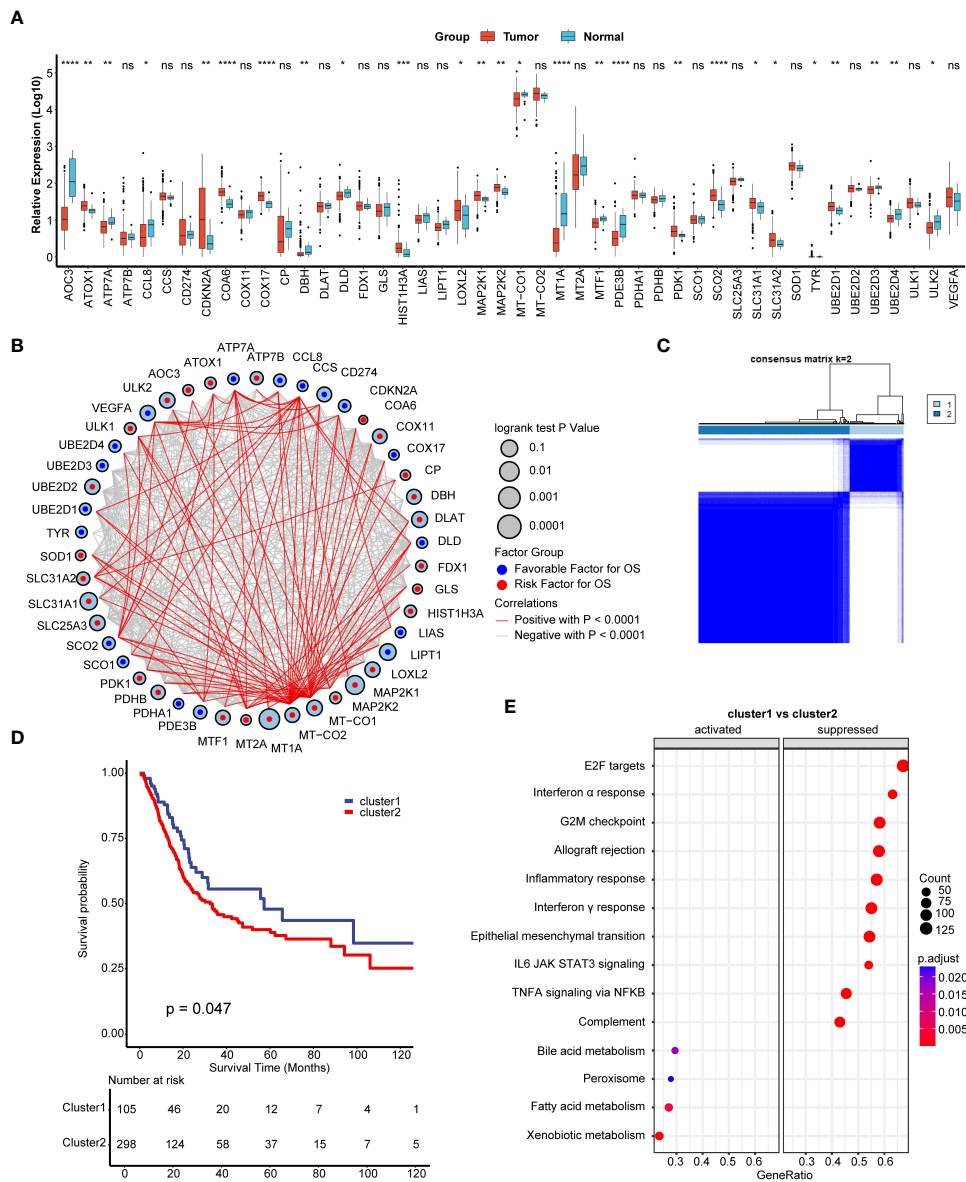 A
Group Tumor Normal
**** ** ** ns * ns ns ** **** ns **** ns ** ns * ns ns *** ns ns * ** ** * ns **** ns ** **** ns ns ** ns **** ns * * ns * ** ns ** ** ns * ns
Relative Expression (Log10)
5
4
3
2
1
0
AOC3 ATOX1 ATP7A ATP7B CCL8 CCS CD274 CDKN2A COA6 COX11 COX17 CP DBH DLAT DLD FDX1 GLS HIST1H3A LIAS LIPT1 LOXL2 MAP2K1 MAP2K2 MT-CO1 MT-CO2 MT1A MT2A MTF1 PDE3B PDHA1 PDHB PDK1 SCO1 SCO2 SLC25A3 SLC31A1 SLC31A2 SOD1 TYR UBE2D1 UBE2D2 UBE2D3 UBE2D4 ULK1 ULK2 VEGFA
B
ATP7A
ATP7B
CCL8
CCS
CD274
CDKN2A
COA6
COX11
COX17
CP
DBH
DLAT
DLD
FDX1
GLS
HIST1H3A
LIAS
LIPT1
LOXL2
MAP2K1
MAP2K2
MT−CO1
MT−CO2
MT1A
MT2A
MTF1
PDE3B
PDHA1
PDHB
PDK1
SCO1
SCO2
SLC25A3
SLC31A1
SLC31A2
SOD1
TYR
UBE2D1
UBE2D2
UBE2D3
UBE2D4
ULK1
VEGFA
ULK2
AOC3
ATOX1
logrank test P Value
0.1
0.01
0.001
0.0001
Factor Group
Favorable Factor for OS
Risk Factor for OS
Correlations
Positive with P < 0.0001
Negative with P < 0.0001
C
consensus matrix k=2
1
2
D
cluster1
cluster2
Survival probability
1.00
0.75
0.50
0.25
0.00
p = 0.047
0 20 40 60 80 100 120
Survival Time (Months)
Number at risk
Cluster1 105 46 20 12 7 4 1
Cluster2 298 124 58 37 15 7 5
0 20 40 60 80 100 120
E
cluster1 vs cluster2
activated suppressed
E2F targets
Interferon α response
G2M checkpoint
Allograft rejection
Inflammatory response
Interferon γ response
Epithelial mesenchymal transition
IL6 JAK STAT3 signaling
TNFA signaling via NFKB
Complement
Bile acid metabolism
Peroxisome
Fatty acid metabolism
Xenobiotic metabolism
0.3 0.4 0.5 0.6 0.3 0.4 0.5 0.6
GeneRatio
Count
50
75
100
125
p.adjust
0.020
0.015
0.010
0.005